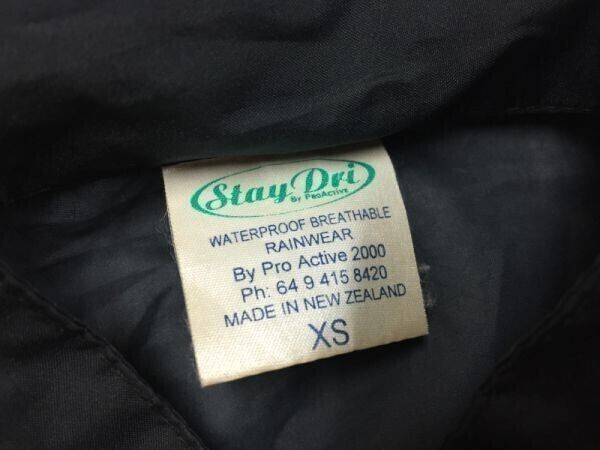 Stay Dri
By ProActive
WATERPROOF BREATHABLE
RAINWEAR
By Pro Active 2000
Ph: 64 9 415 8420
MADE IN NEW ZEALAND
XS